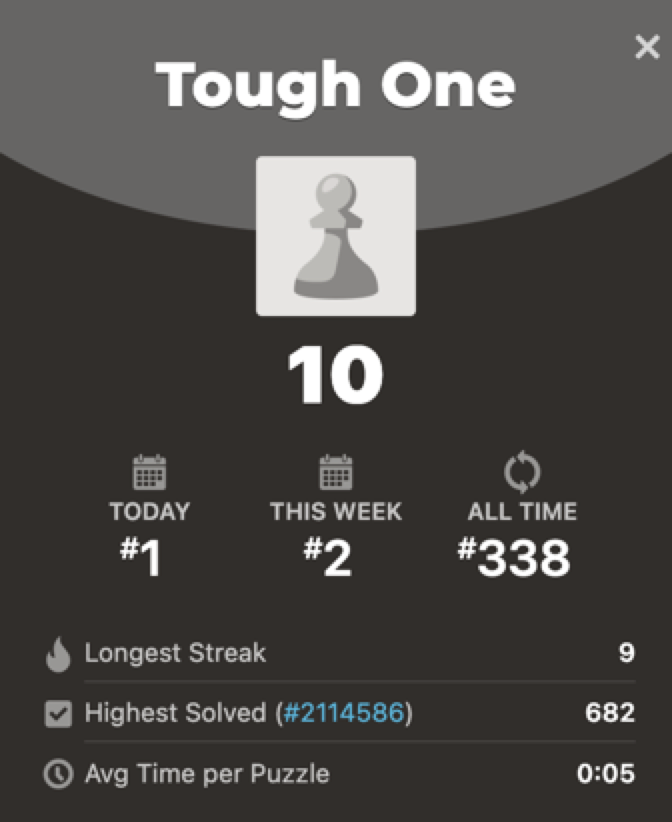 Tough One
10
TODAY THIS WEEK ALL TIME
#1 #2 #338
Longest Streak 9
Highest Solved (#2114586) 682
Avg Time per Puzzle 0:05